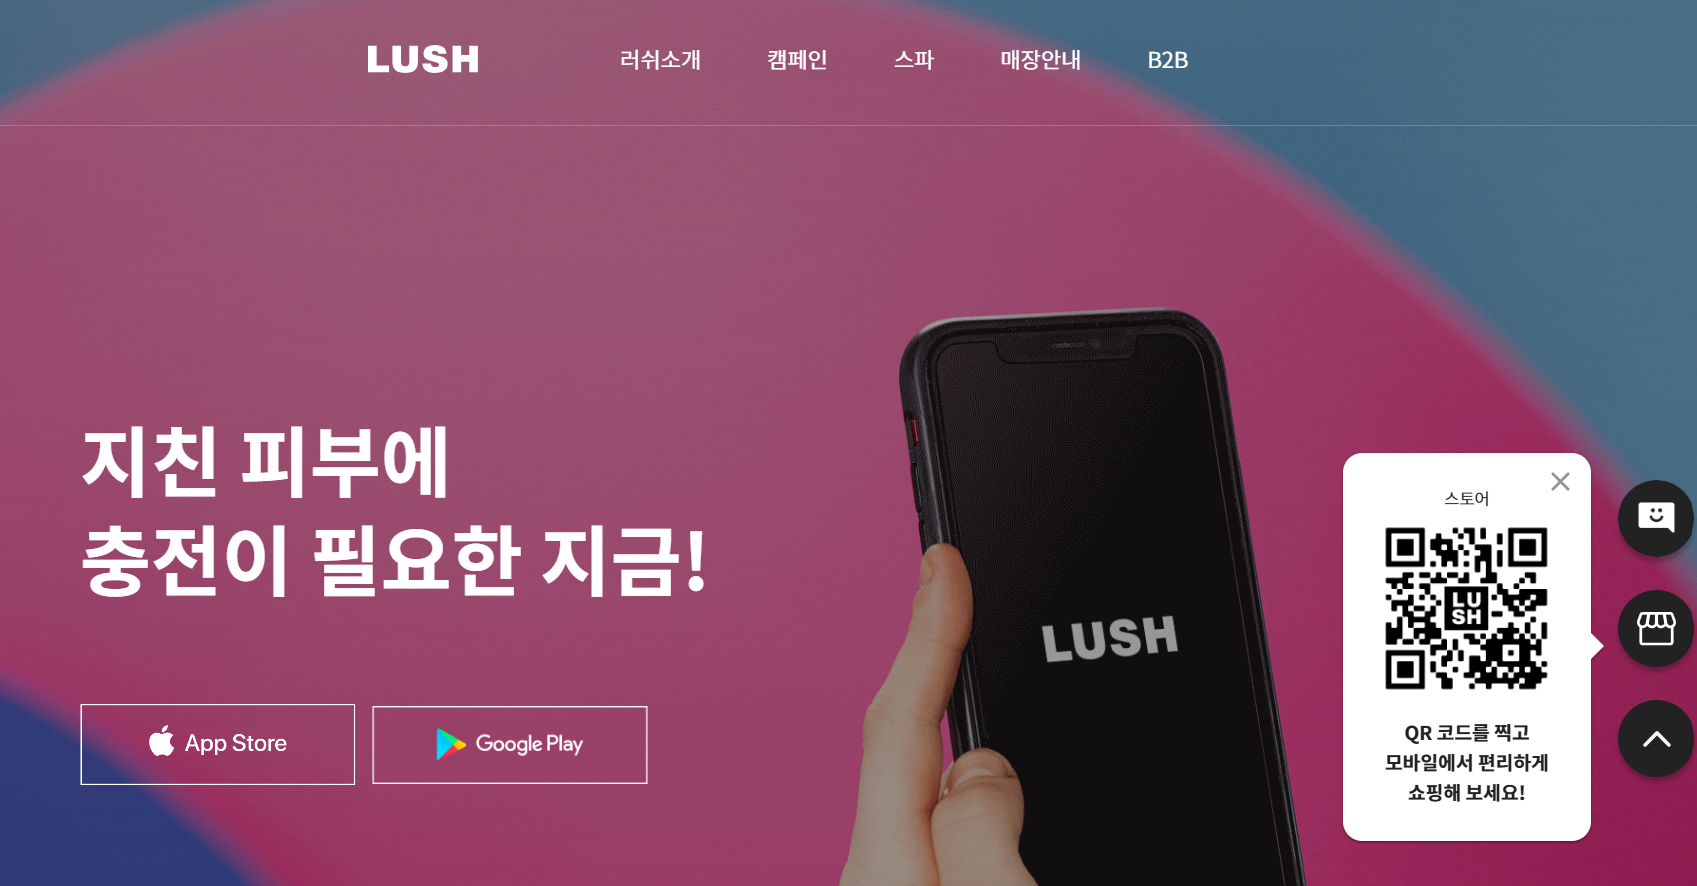 LUSH
러쉬소개
캠페인
스파
매장안내
B2B
지친 피부에
충전이 필요한 지금!
App Store
Google Play
LUSH
스토어
LU
SH
QR 코드를 찍고
모바일에서 편리하게
쇼핑해 보세요!